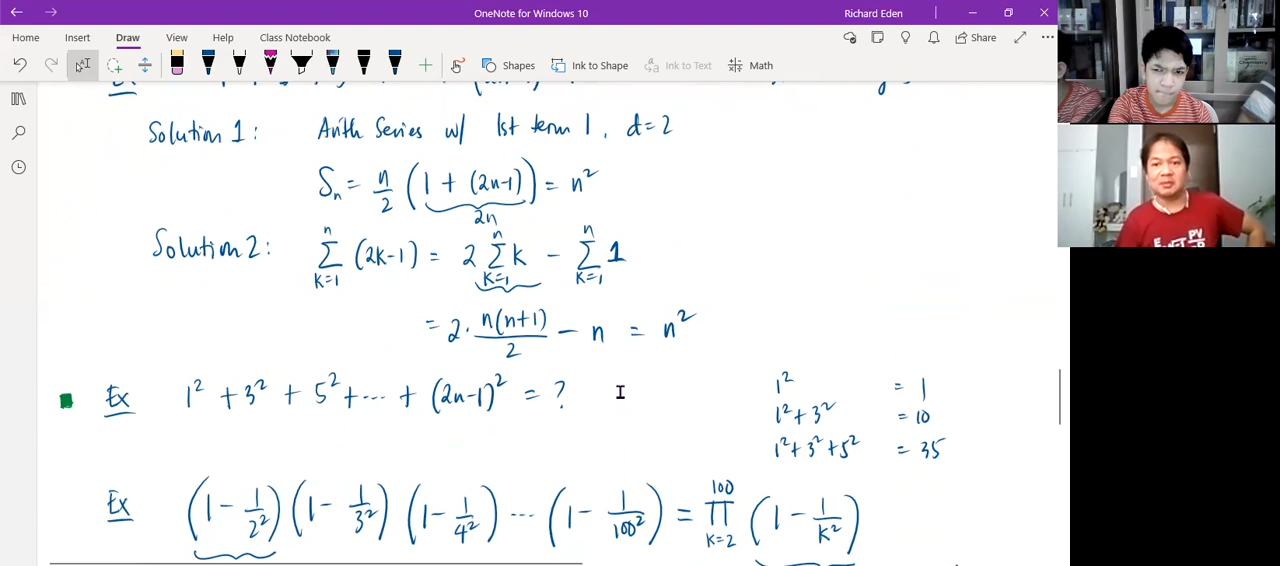 OneNote for Windows 10
Richard Eden
Home Insert Draw View Help Class Notebook
Share
Shapes Ink to Shape Ink to Text Math
Ex
Solution 1: Arith Series w/ 1st term 1, d=2
Sₙ = n/2 (1 + (2n-1)) = n²
2n
Solution 2: ∑_{k=1}^{n} (2k-1) = 2 ∑_{k=1}^{n} k - ∑_{k=1}^{n} 1
= 2 · n(n+1)/2 - n = n²
Ex 1² + 3² + 5² + ... + (2n-1)² = ?
1² = 1
1² + 3² = 10
1² + 3² + 5² = 35
Ex (1 - 1/2²)(1 - 1/3²)(1 - 1/4²) ... (1 - 1/100²) = ∏_{k=2}^{100} (1 - 1/k²)